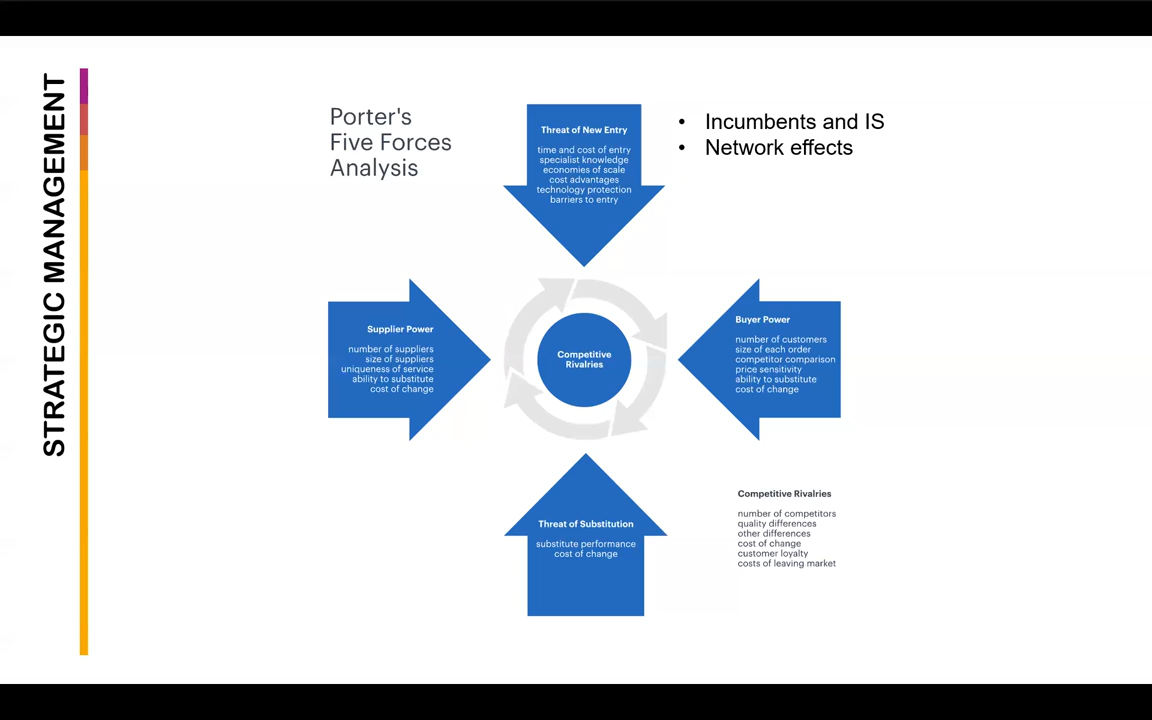 STRATEGIC MANAGEMENT
Porter's
Five Forces
Analysis
Threat of New Entry
time and cost of entry
specialist knowledge
economies of scale
cost advantages
technology protection
barriers to entry
• Incumbents and IS
• Network effects
Supplier Power
number of suppliers
size of suppliers
uniqueness of service
ability to substitute
cost of change
Competitive
Rivalries
Buyer Power
number of customers
size of each order
competitor comparison
price sensitivity
ability to substitute
cost of change
Threat of Substitution
substitute performance
cost of change
Competitive Rivalries
number of competitors
quality differences
other differences
cost of change
customer loyalty
costs of leaving market